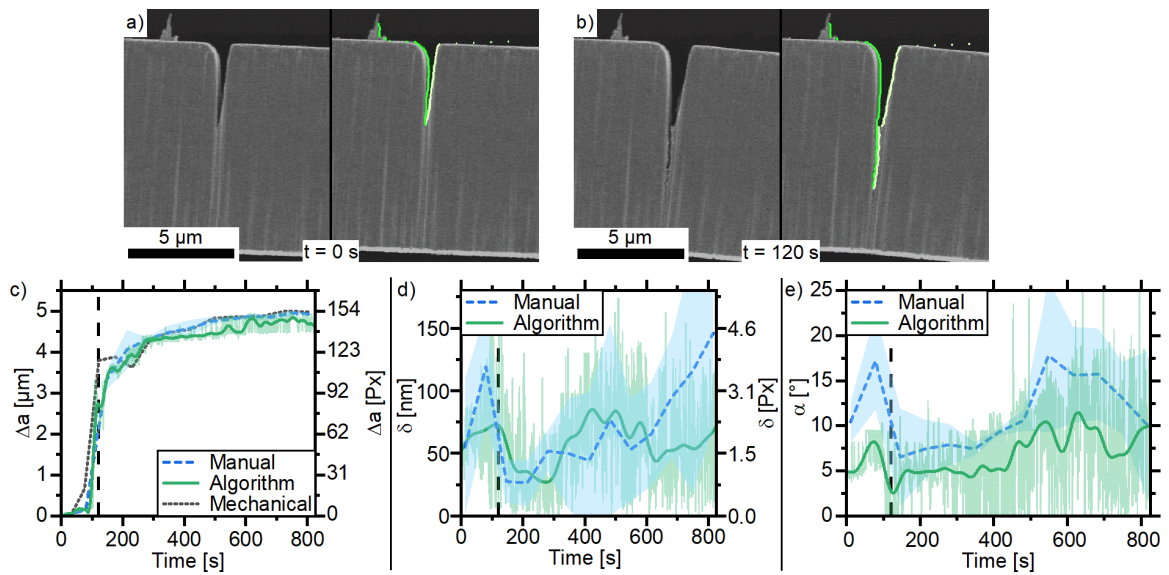 a)
b)
5 µm
t = 0 s
5 µm
t = 120 s
c)
d)
e)
5
4
3
2
1
0
Δa [µm]
154
123
92
62
31
0
Δa [Px]
Manual
Algorithm
Mechanical
0 200 400 600 800
Time [s]
Manual
Algorithm
150
100
50
0
δ [nm]
4.6
3.1
1.5
0.0
δ [Px]
0 200 400 600 800
Time [s]
Manual
Algorithm
25
20
15
10
5
0
α [°]
0 200 400 600 800
Time [s]